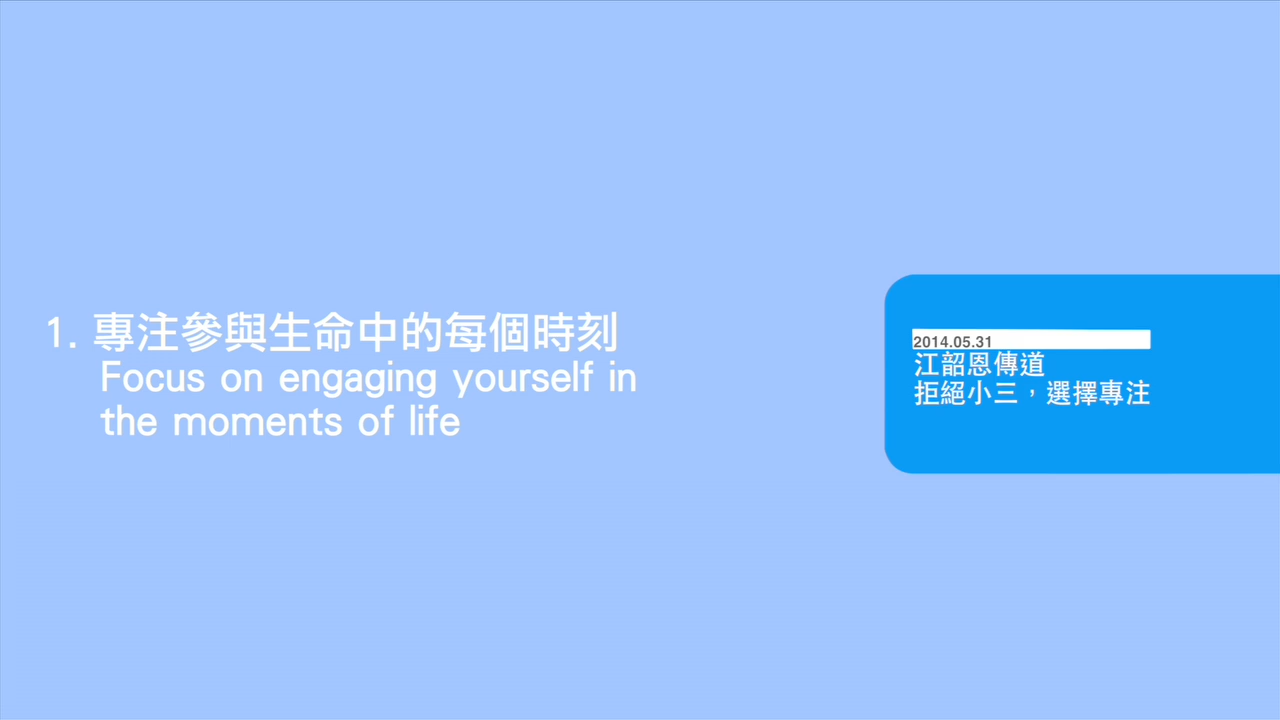 1. 專注參與生命中的每個時刻
Focus on engaging yourself in
the moments of life
2014.05.31
江韶恩傳道
拒絕小三，選擇專注